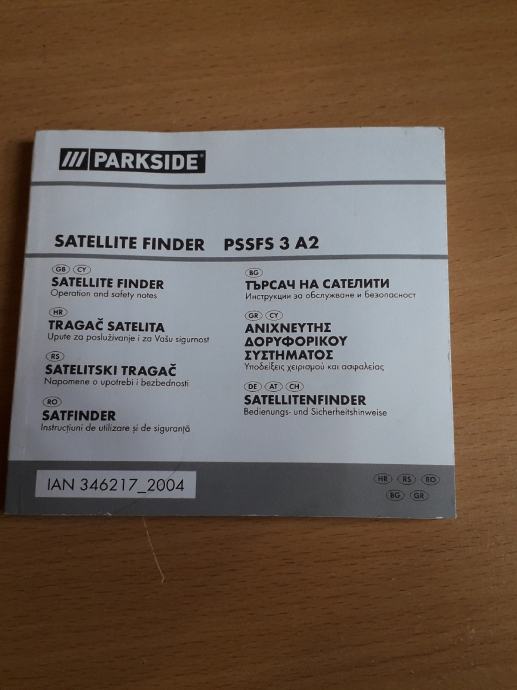 /// PARKSIDE®
SATELLITE FINDER PSSFS 3 A2
GB CY
SATELLITE FINDER
Operation and safety notes
HR
TRAGAČ SATELITA
Upute za posluživanje i za Vašu sigurnost
RS
SATELITSKI TRAGAČ
Napomene o upotrebi i bezbednosti
RO
SATFINDER
Instrucţiuni de utilizare şi de siguranţă
BG
ТЪРСАЧ НА САТЕЛИТИ
Инструкции за обслужване и безопасност
GR CY
ΑΝΙΧΝΕΥΤΗΣ
ΔΟΡΥΦΟΡΙΚΟΥ
ΣΥΣΤΗΜΑΤΟΣ
Υποδείξεις χειρισμού και ασφαλείας
DE AT CH
SATELLITENFINDER
Bedienungs- und Sicherheitshinweise
IAN 346217_2004
HR RS RO
BG GR